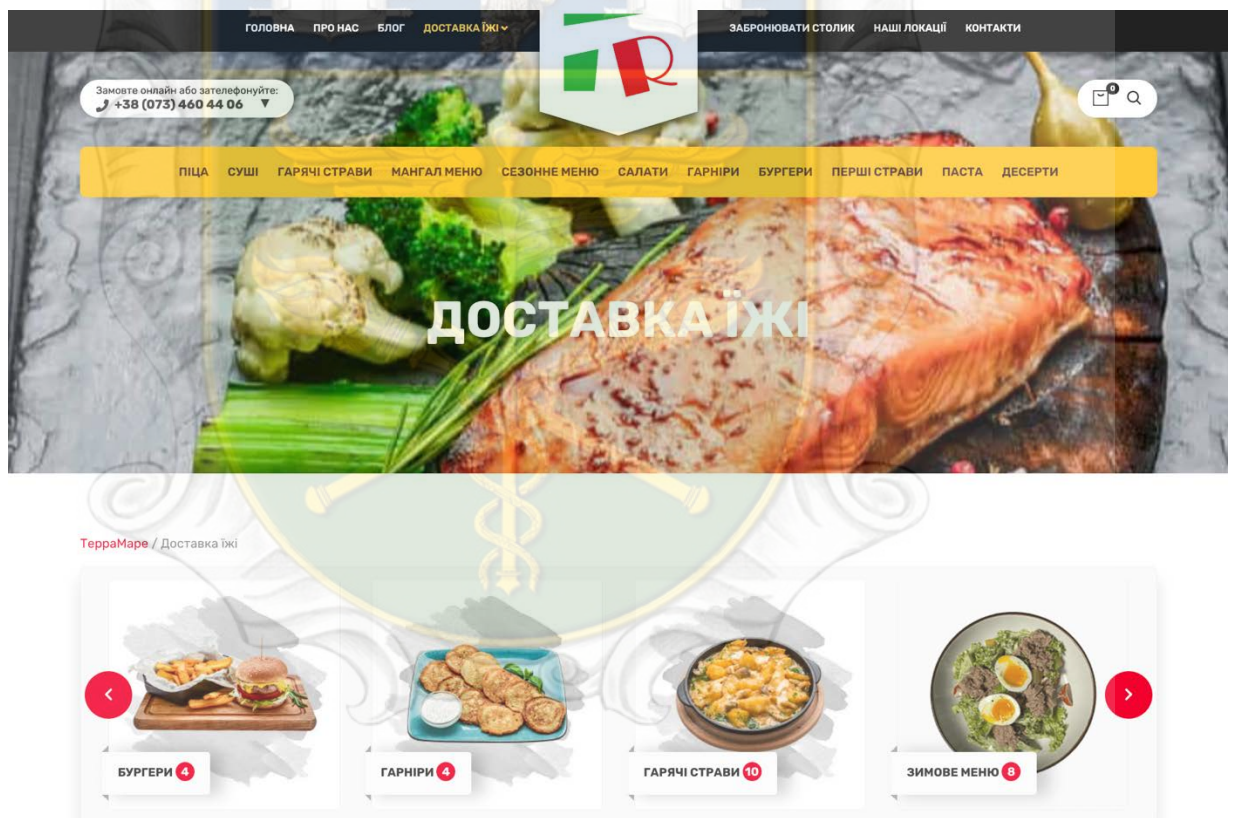 ГОЛОВНА ПРО НАС БЛОГ ДОСТАВКА ЇЖІ ЗАБРОНЮВАТИ СТОЛИК НАШІ ЛОКАЦІЇ КОНТАКТИ
TR
Замовте онлайн або зателефонуйте:
+38 (073) 460 44 06
0
ПІЦА СУШІ ГАРЯЧІ СТРАВИ МАНГАЛ МЕНЮ СЕЗОННЕ МЕНЮ САЛАТИ ГАРНІРИ БУРГЕРИ ПЕРШІ СТРАВИ ПАСТА ДЕСЕРТИ
ДОСТАВКА ЇЖІ
ТерраМаре / Доставка їжі
БУРГЕРИ 4 ГАРНІРИ 4 ГАРЯЧІ СТРАВИ 10 ЗИМОВЕ МЕНЮ 8